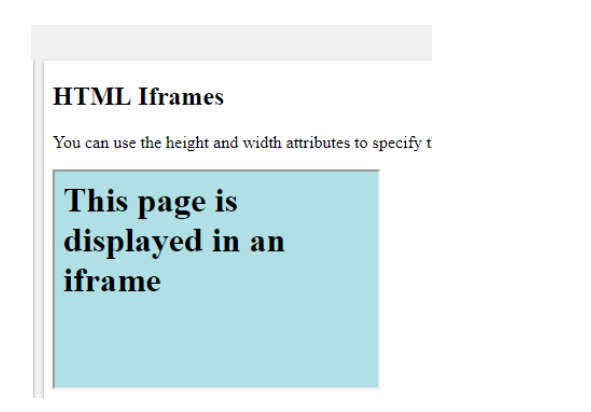 HTML Iframes
You can use the height and width attributes to specify
This page is
displayed in an
iframe